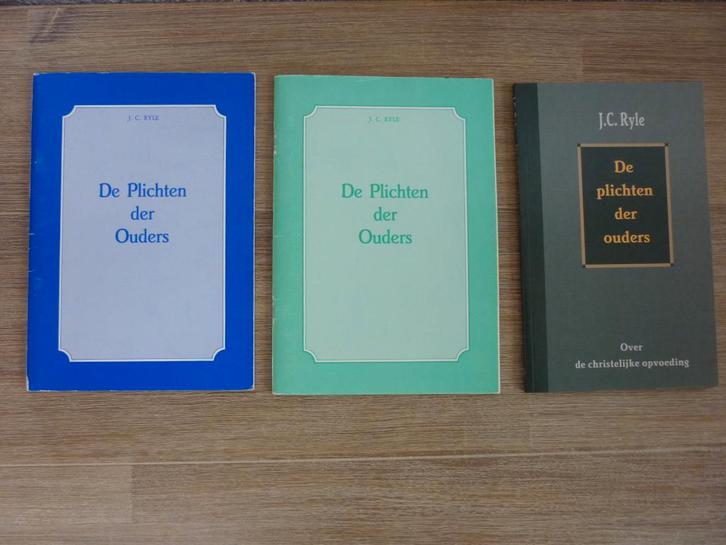 J. C. RYLE
De Plichten
der
Ouders
J. C. RYLE
De Plichten
der
Ouders
J.C. Ryle
De
plichten
der
ouders
Over
de christelijke opvoeding